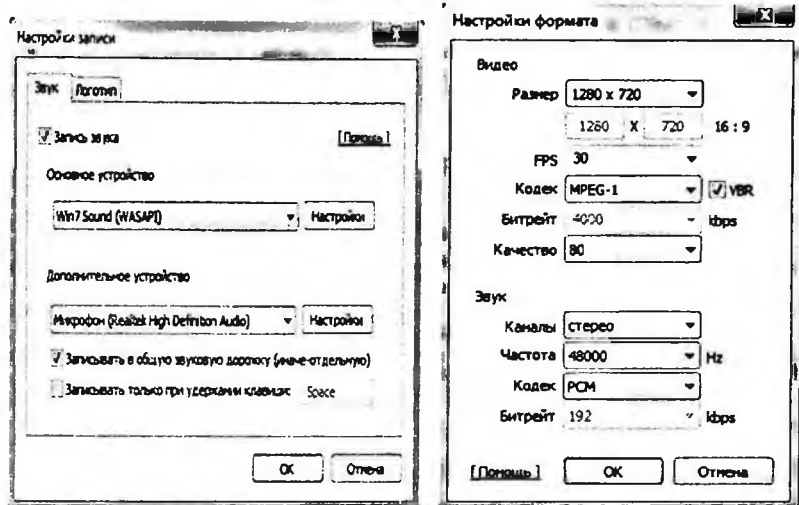 Настройки записи
Звук Логотип
Запись звука [Помощь]
Основное устройство
Win7 Sound (WASAPI) Настройки
Дополнительное устройство
Микрофон (Realtek High Definition Audio) Настройки
Записывать в общую звуковую дорожку (иначе-отдельную)
Записывать только при удержании клавиши: Space
OK Отмена
Настройки формата
Видео
Размер 1280 x 720
1280 X 720 16 : 9
FPS 30
Кодек MPEG-1 VBR
Битрейт 4000 kbps
Качество 80
Звук
Каналы стерео
Частота 48000 Hz
Кодек PCM
Битрейт 192 kbps
[Помощь] OK Отмена